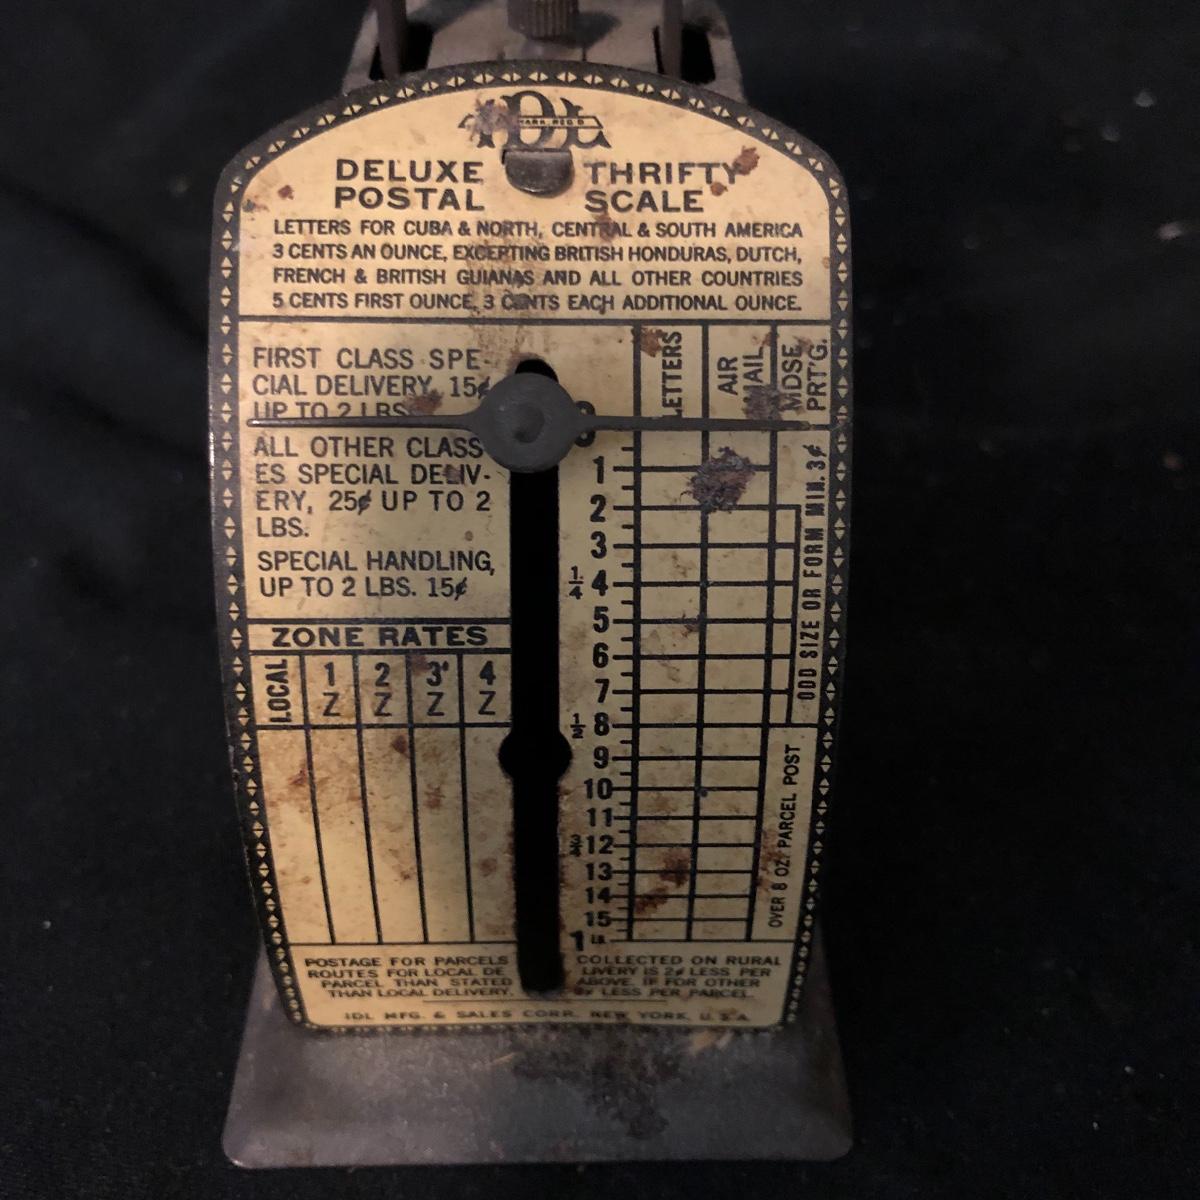 IDL
MARK REG'D
DELUXE THRIFTY
POSTAL SCALE
LETTERS FOR CUBA & NORTH, CENTRAL & SOUTH AMERICA
3 CENTS AN OUNCE, EXCEPTING BRITISH HONDURAS, DUTCH,
FRENCH & BRITISH GUIANAS AND ALL OTHER COUNTRIES
5 CENTS FIRST OUNCE, 3 CENTS EACH ADDITIONAL OUNCE.
FIRST CLASS SPE-
CIAL DELIVERY, 15¢
UP TO 2 LBS.
ALL OTHER CLASS-
ES SPECIAL DELIV-
ERY, 25¢ UP TO 2
LBS.
SPECIAL HANDLING,
UP TO 2 LBS. 15¢
ZONE RATES
LOCAL 1 Z 2 Z 3 Z 4 Z
LETTERS
AIR MAIL
MDSE. PRT'G.
1
2
3
1/4 4
5
6
7
1/2 8
9
10
11
3/4 12
13
14
15
1 LB.
ODD SIZE OR FORM MIN. 3¢
OVER 8 OZ. PARCEL POST
POSTAGE FOR PARCELS COLLECTED ON RURAL
ROUTES FOR LOCAL DE LIVERY IS 2¢ LESS PER
PARCEL THAN STATED ABOVE. IF FOR OTHER
THAN LOCAL DELIVERY, LESS PER PARCEL
IDL MFG. & SALES CORP. NEW YORK, U.S.A.